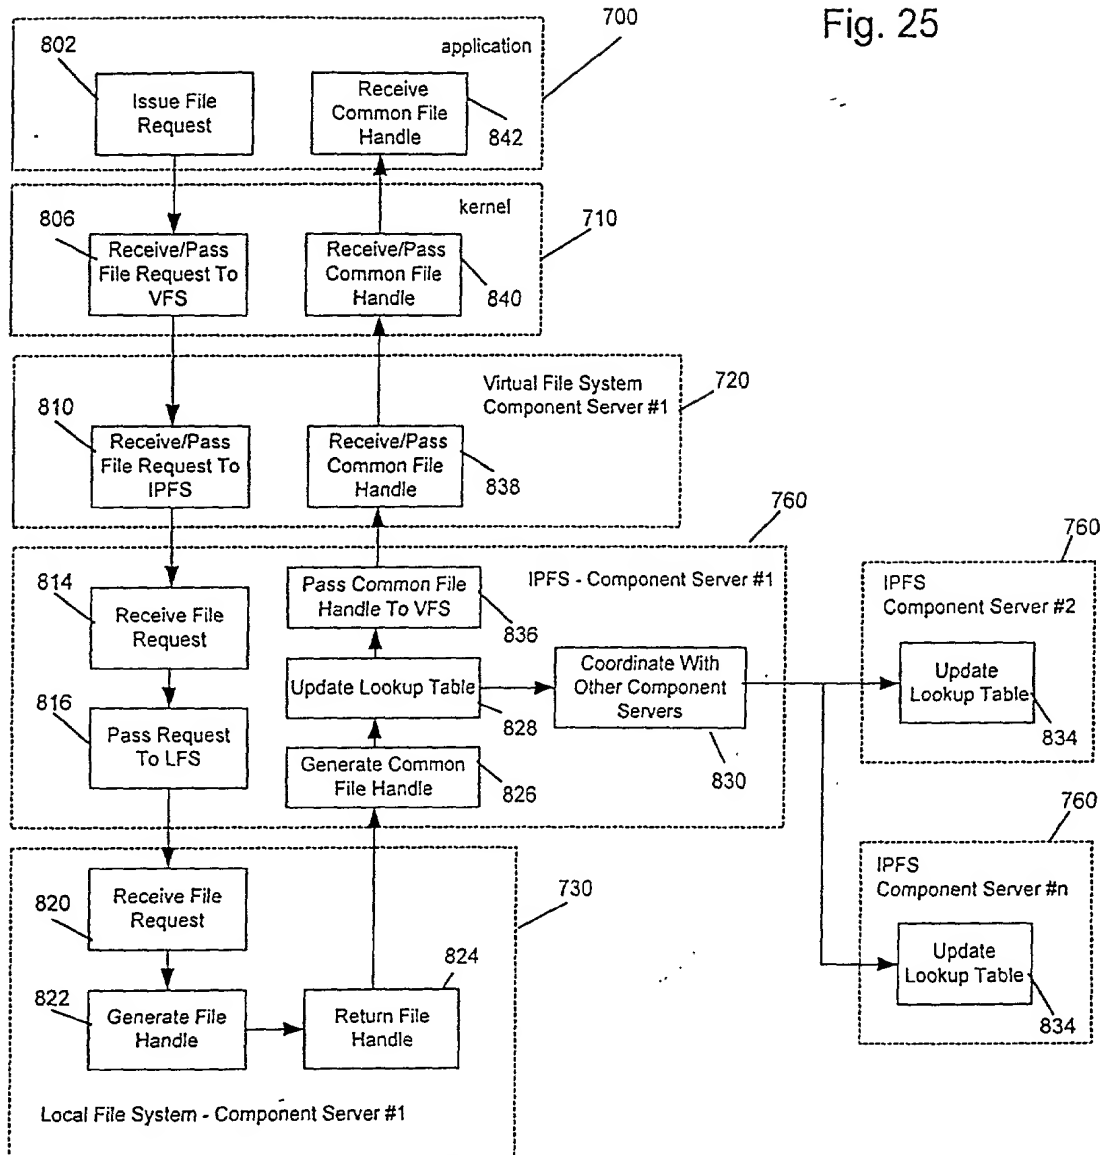 Fig. 25
700
802
application
Issue File
Request
Receive
Common File
Handle
842
kernel
710
806
Receive/Pass
File Request To
VFS
Receive/Pass
Common File
Handle
840
Virtual File System
Component Server #1
720
810
Receive/Pass
File Request To
IPFS
Receive/Pass
Common File
Handle
838
760
814
Receive File
Request
Pass Common File
Handle To VFS
836
IPFS - Component Server #1
816
Pass Request
To LFS
Update Lookup Table
828
Coordinate With
Other Component
Servers
830
Generate Common
File Handle
826
760
IPFS
Component Server #2
Update
Lookup Table
834
760
IPFS
Component Server #n
Update
Lookup Table
834
730
820
Receive File
Request
822
Generate File
Handle
824
Return File
Handle
Local File System - Component Server #1